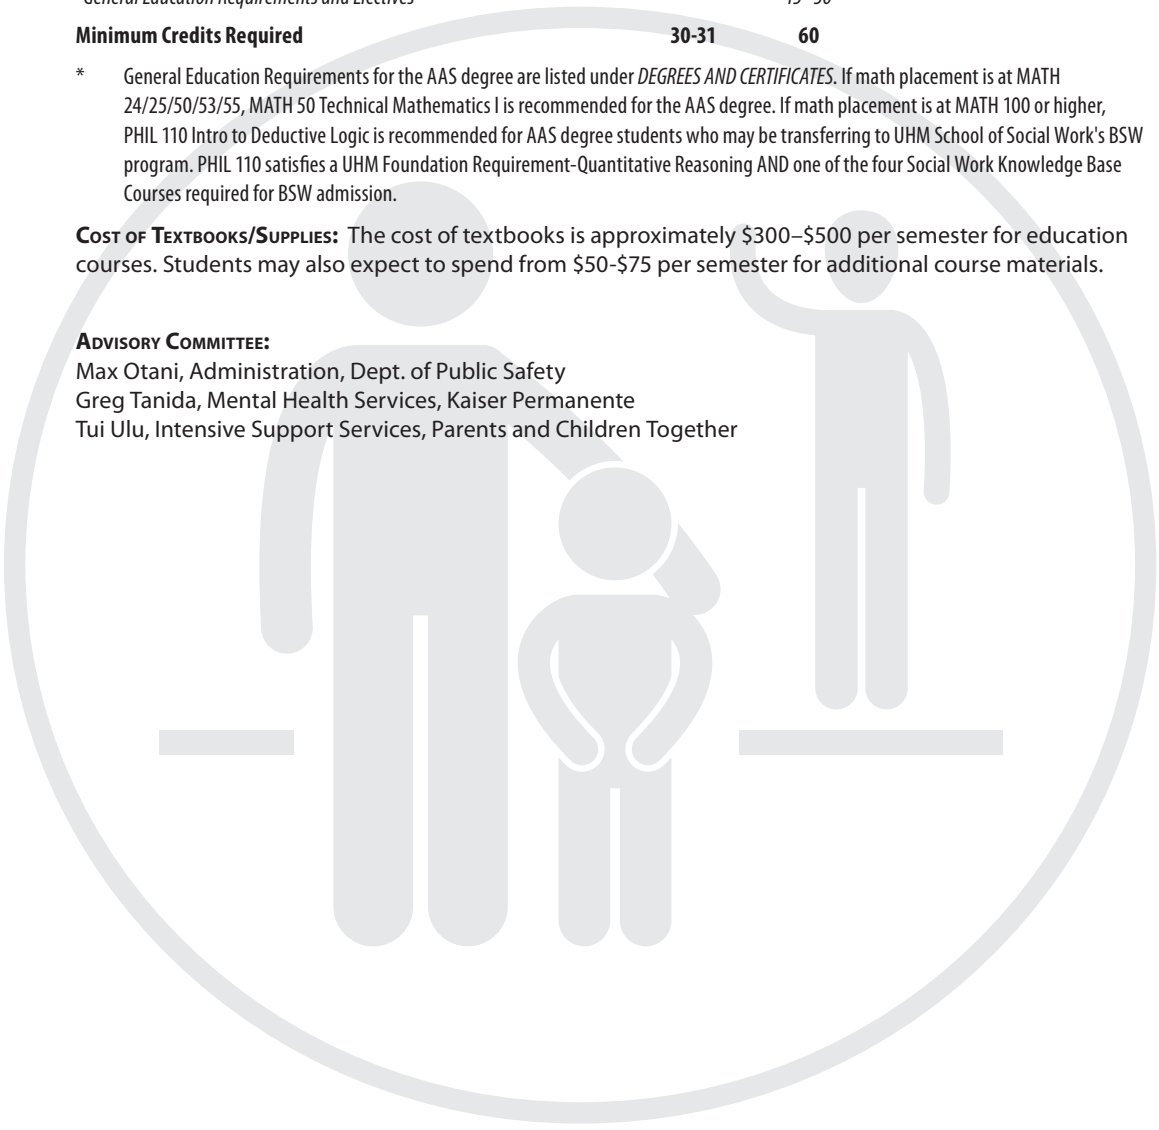 General Education Requirements and Electives
Minimum Credits Required 30-31 60
* General Education Requirements for the AAS degree are listed under DEGREES AND CERTIFICATES. If math placement is at MATH
24/25/50/53/55, MATH 50 Technical Mathematics I is recommended for the AAS degree. If math placement is at MATH 100 or higher,
PHIL 110 Intro to Deductive Logic is recommended for AAS degree students who may be transferring to UHM School of Social Work's BSW
program. PHIL 110 satisfies a UHM Foundation Requirement-Quantitative Reasoning AND one of the four Social Work Knowledge Base
Courses required for BSW admission.
Cost of Textbooks/Supplies: The cost of textbooks is approximately $300–$500 per semester for education
courses. Students may also expect to spend from $50-$75 per semester for additional course materials.
Advisory Committee:
Max Otani, Administration, Dept. of Public Safety
Greg Tanida, Mental Health Services, Kaiser Permanente
Tui Ulu, Intensive Support Services, Parents and Children Together